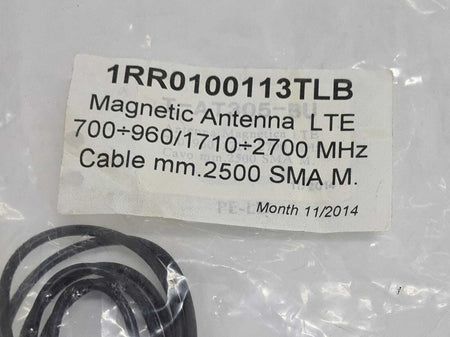 1RR0100113TLB
Magnetic Antenna LTE
700÷960/1710÷2700 MHz
Cable mm.2500 SMA M.
Month 11/2014